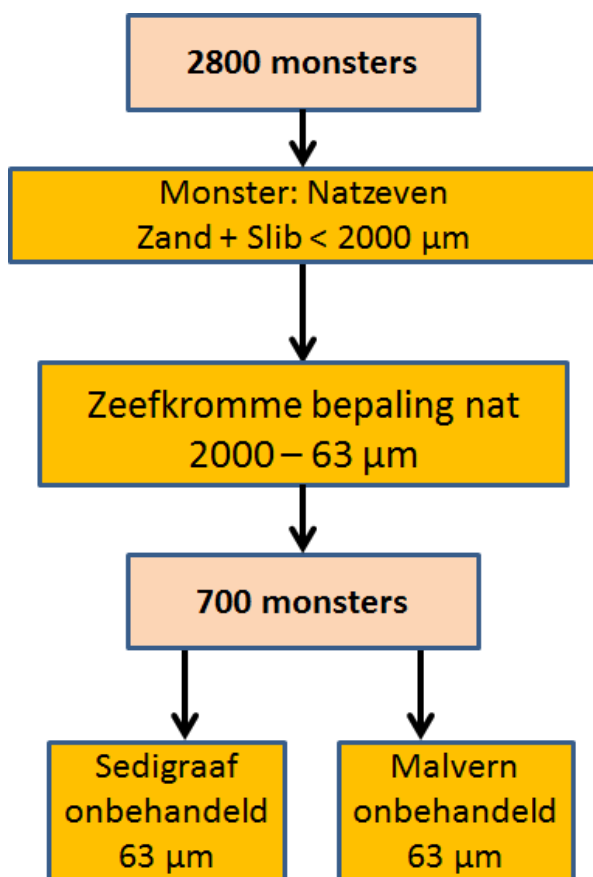 2800 monsters
Monster: Natzeven
Zand + Slib < 2000 µm
Zeefkromme bepaling nat
2000 – 63 µm
700 monsters
Sedigraaf
onbehandeld
63 µm
Malvern
onbehandeld
63 µm